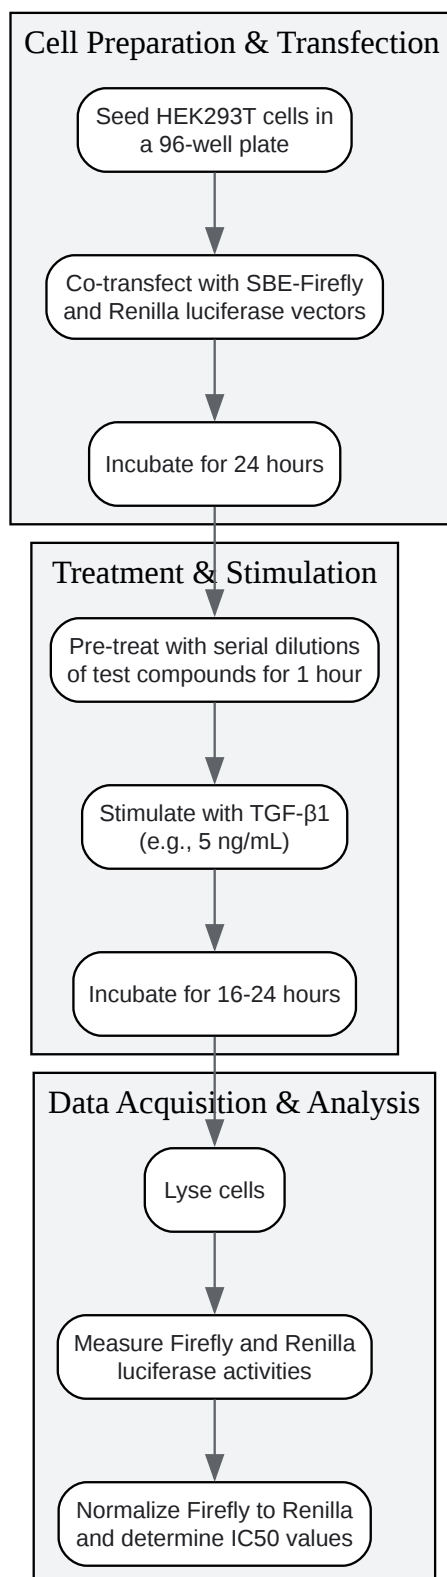 Cell Preparation & Transfection
Seed HEK293T cells in
a 96-well plate
Co-transfect with SBE-Firefly
and Renilla luciferase vectors
Incubate for 24 hours
Treatment & Stimulation
Pre-treat with serial dilutions
of test compounds for 1 hour
Stimulate with TGF-β1
(e.g., 5 ng/mL)
Incubate for 16-24 hours
Data Acquisition & Analysis
Lyse cells
Measure Firefly and Renilla
luciferase activities
Normalize Firefly to Renilla
and determine IC50 values